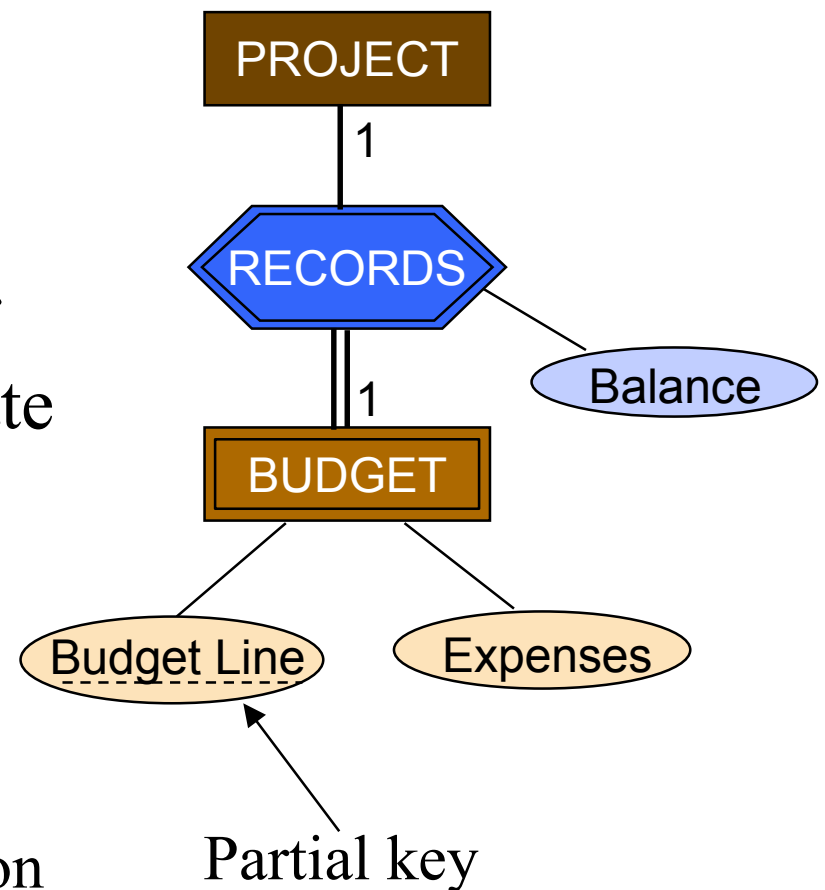 PROJECT
1
RECORDS
Balance
1
BUDGET
Budget Line
Expenses
Partial key